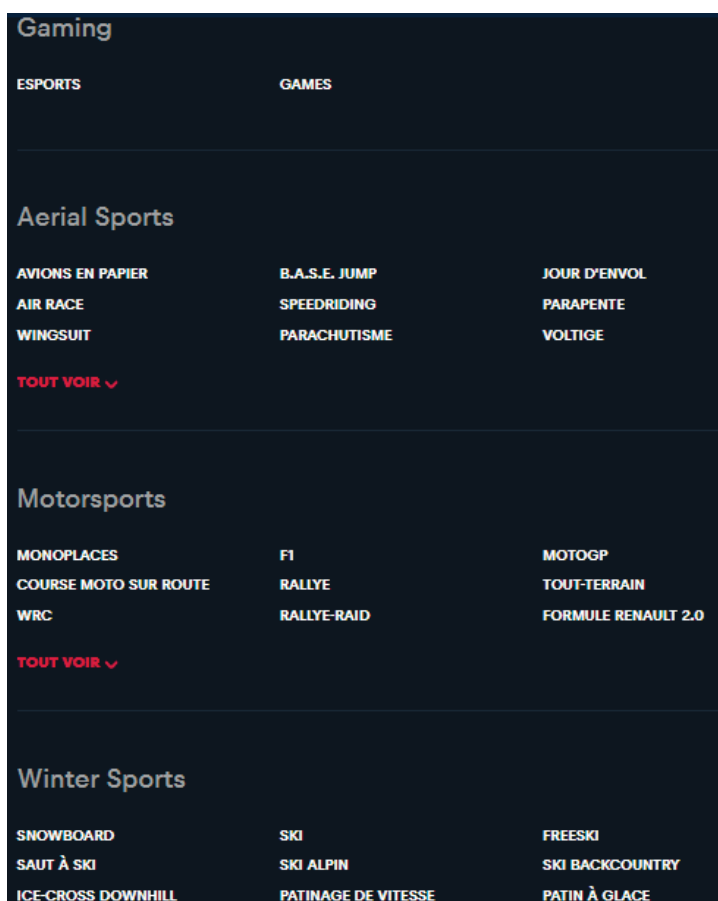 Gaming
ESPORTS GAMES
Aerial Sports
AVIONS EN PAPIER B.A.S.E. JUMP JOUR D'ENVOL
AIR RACE SPEEDRIDING PARAPENTE
WINGSUIT PARACHUTISME VOLTIGE
TOUT VOIR
Motorsports
MONOPLACES F1 MOTOGP
COURSE MOTO SUR ROUTE RALLYE TOUT-TERRAIN
WRC RALLYE-RAID FORMULE RENAULT 2.0
TOUT VOIR
Winter Sports
SNOWBOARD SKI FREESKI
SAUT À SKI SKI ALPIN SKI BACKCOUNTRY
ICE-CROSS DOWNHILL PATINAGE DE VITESSE PATIN À GLACE